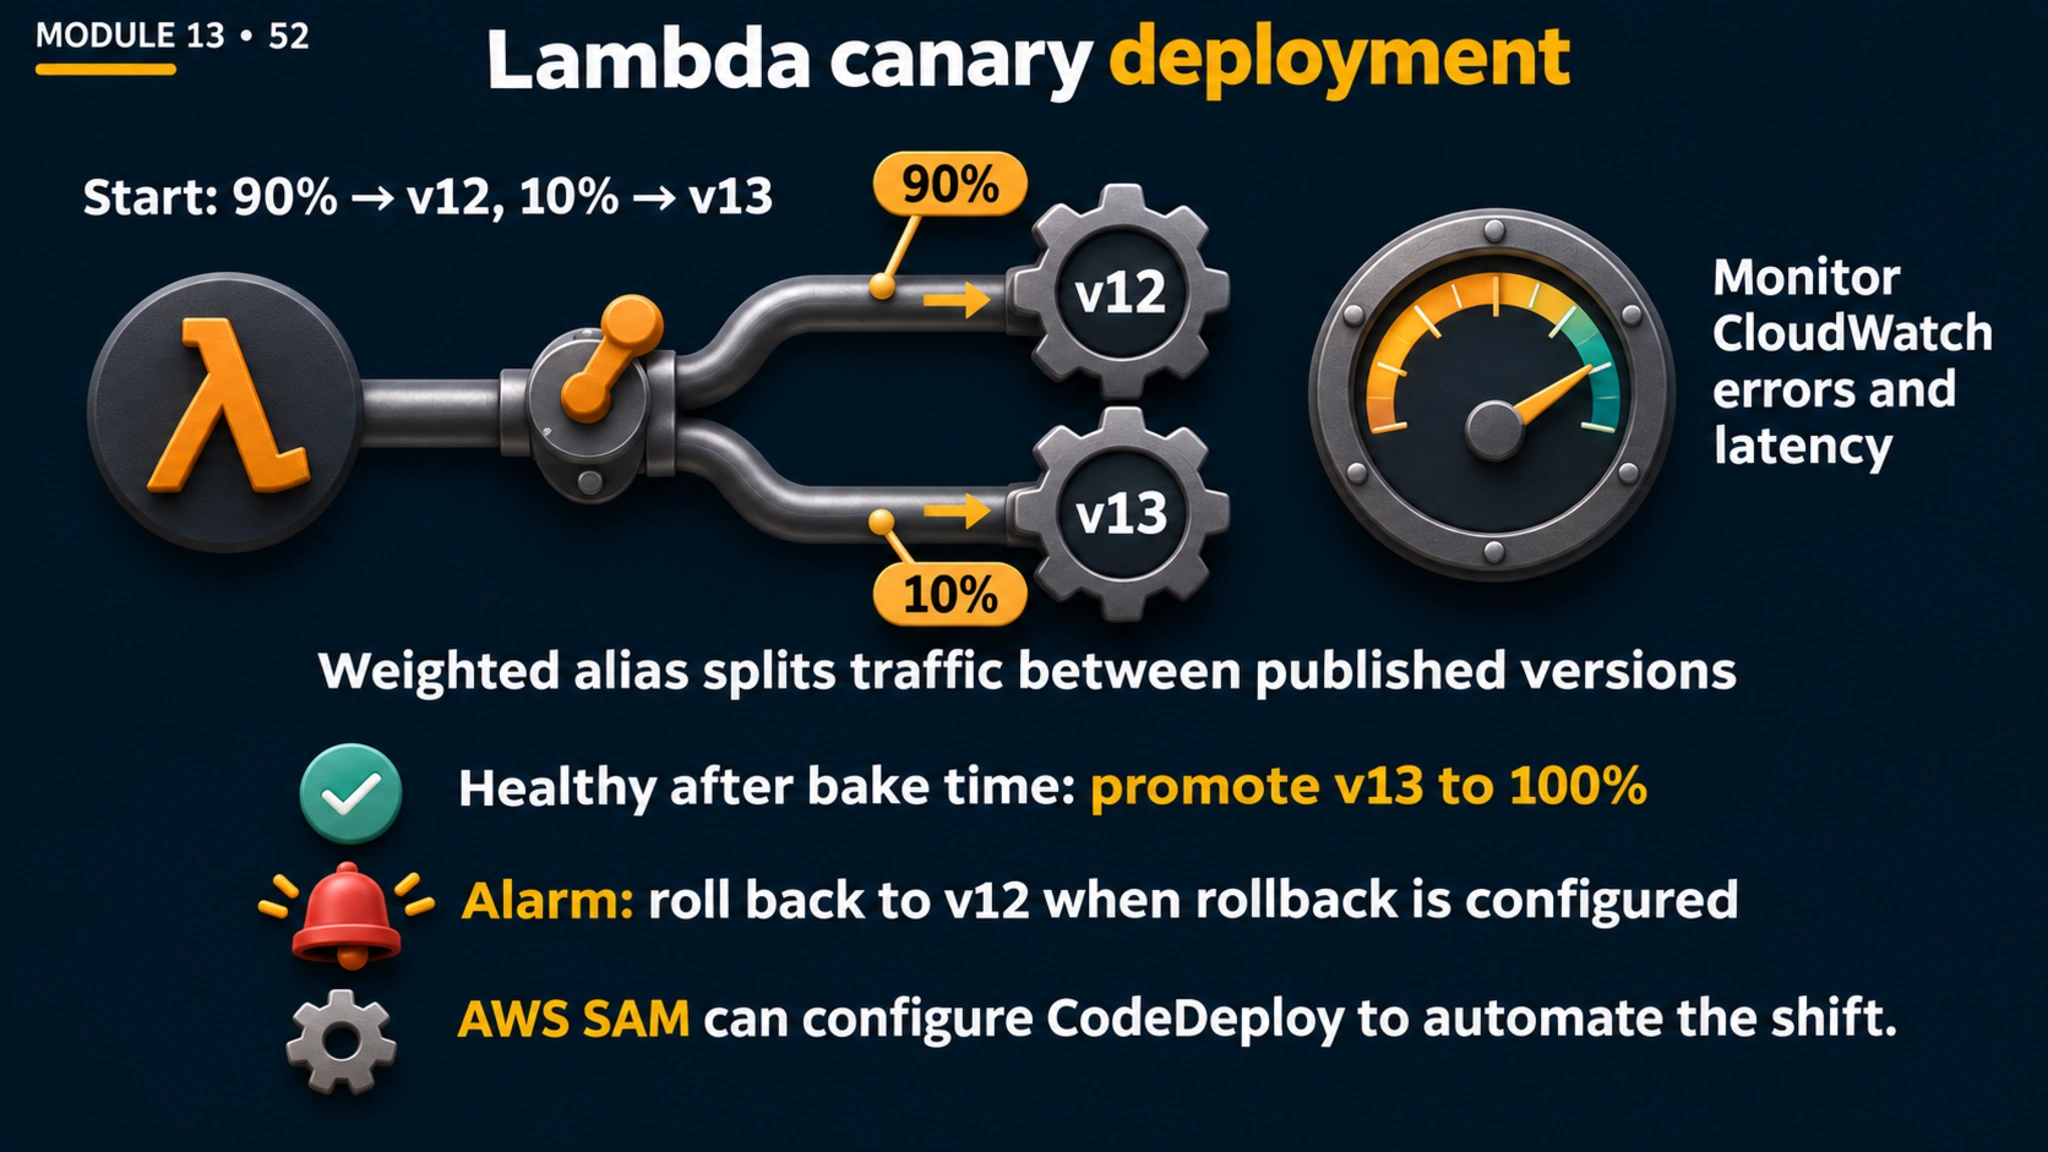 MODULE 13 • 52
Lambda canary deployment
Start: 90% → v12, 10% → v13
90%
v12
v13
10%
Monitor
CloudWatch
errors and
latency
Weighted alias splits traffic between published versions
Healthy after bake time: promote v13 to 100%
Alarm: roll back to v12 when rollback is configured
AWS SAM can configure CodeDeploy to automate the shift.